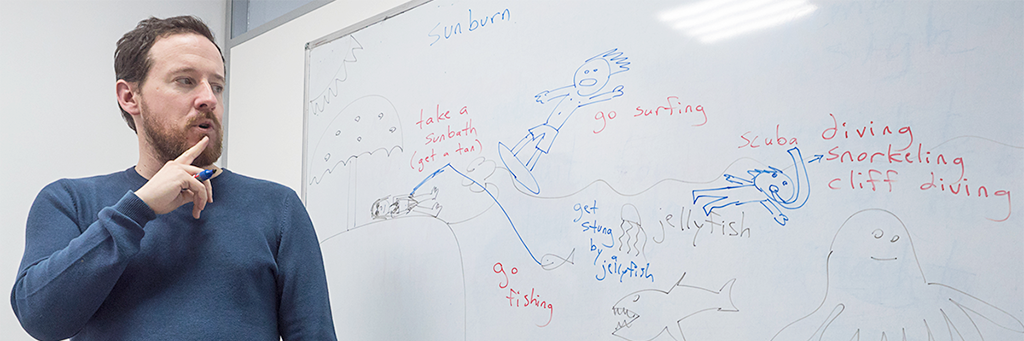 sunburn
take a
sunbath
(get a tan)
go surfing
scuba diving
snorkeling
cliff diving
get
stung
by
jellyfish
jellyfish
go
fishing